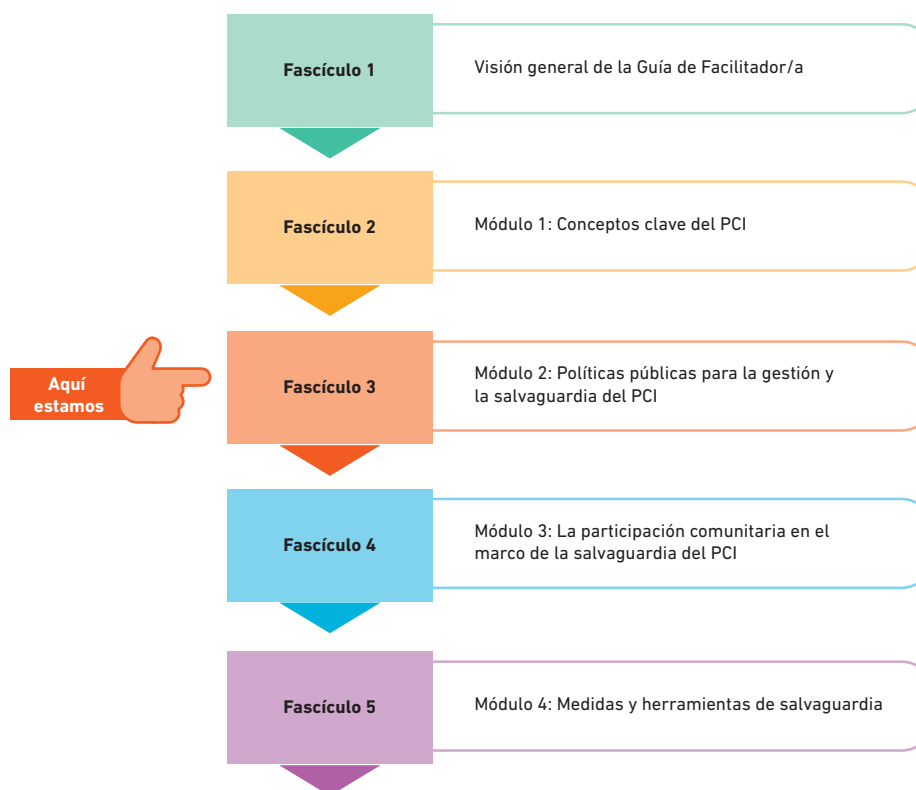 Fascículo 1
Visión general de la Guía de Facilitador/a
Fascículo 2
Módulo 1: Conceptos clave del PCI
Aquí
estamos
Fascículo 3
Módulo 2: Políticas públicas para la gestión y
la salvaguardia del PCI
Fascículo 4
Módulo 3: La participación comunitaria en el
marco de la salvaguardia del PCI
Fascículo 5
Módulo 4: Medidas y herramientas de salvaguardia